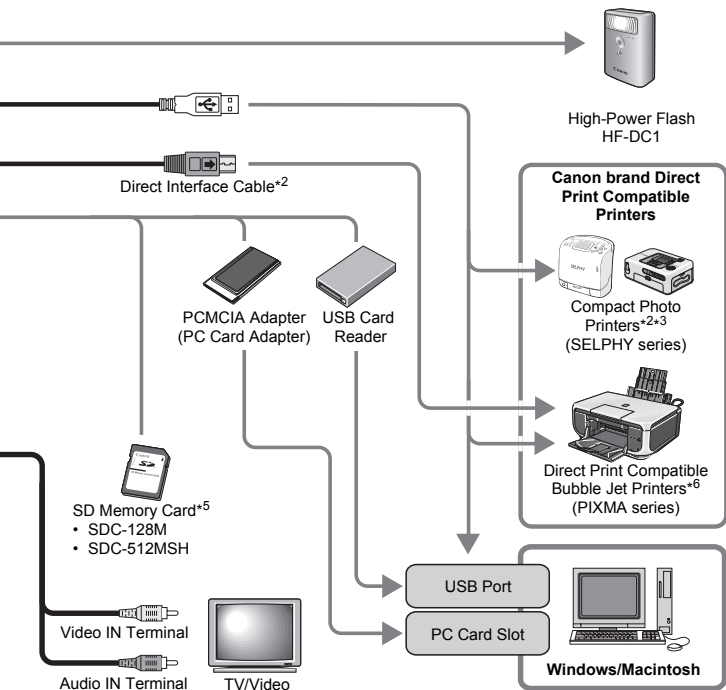 High-Power Flash
HF-DC1
Direct Interface Cable*2
Canon brand Direct
Print Compatible
Printers
SELPHY
Compact Photo
Printers*2*3
(SELPHY series)
PCMCIA Adapter
(PC Card Adapter)
USB Card
Reader
Direct Print Compatible
Bubble Jet Printers*6
(PIXMA series)
SD Memory Card*5
• SDC-128M
• SDC-512MSH
USB Port
PC Card Slot
Windows/Macintosh
Video IN Terminal
Audio IN Terminal
TV/Video